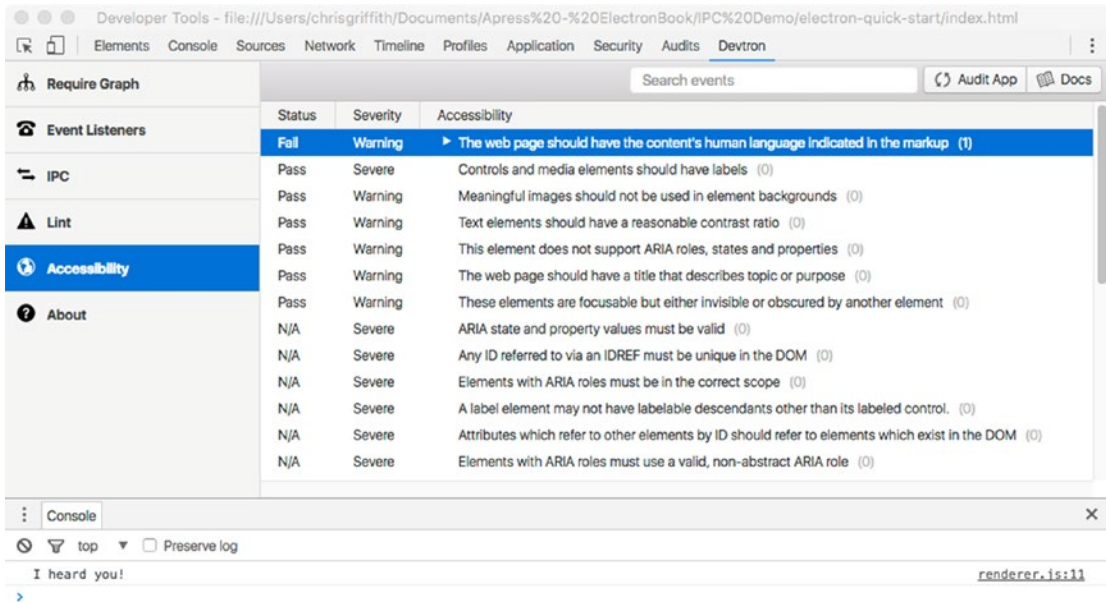 Developer Tools - file:///Users/chrisgriffith/Documents/Apress%20-%20ElectronBook/IPC%20Demo/electron-quick-start/index.html
Elements Console Sources Network Timeline Profiles Application Security Audits Devtron
Require Graph
Event Listeners
IPC
Lint
Accessibility
About
Search events Audit App Docs
Status Severity Accessibility
Fail Warning ▶ The web page should have the content's human language indicated in the markup (1)
Pass Severe Controls and media elements should have labels (0)
Pass Warning Meaningful images should not be used in element backgrounds (0)
Pass Warning Text elements should have a reasonable contrast ratio (0)
Pass Warning This element does not support ARIA roles, states and properties (0)
Pass Warning The web page should have a title that describes topic or purpose (0)
Pass Warning These elements are focusable but either invisible or obscured by another element (0)
N/A Severe ARIA state and property values must be valid (0)
N/A Severe Any ID referred to via an IDREF must be unique in the DOM (0)
N/A Severe Elements with ARIA roles must be in the correct scope (0)
N/A Severe A label element may not have labelable descendants other than its labeled control. (0)
N/A Severe Attributes which refer to other elements by ID should refer to elements which exist in the DOM (0)
N/A Severe Elements with ARIA roles must use a valid, non-abstract ARIA role (0)
Console ×
top ▼ Preserve log
I heard you! renderer.js:11
>